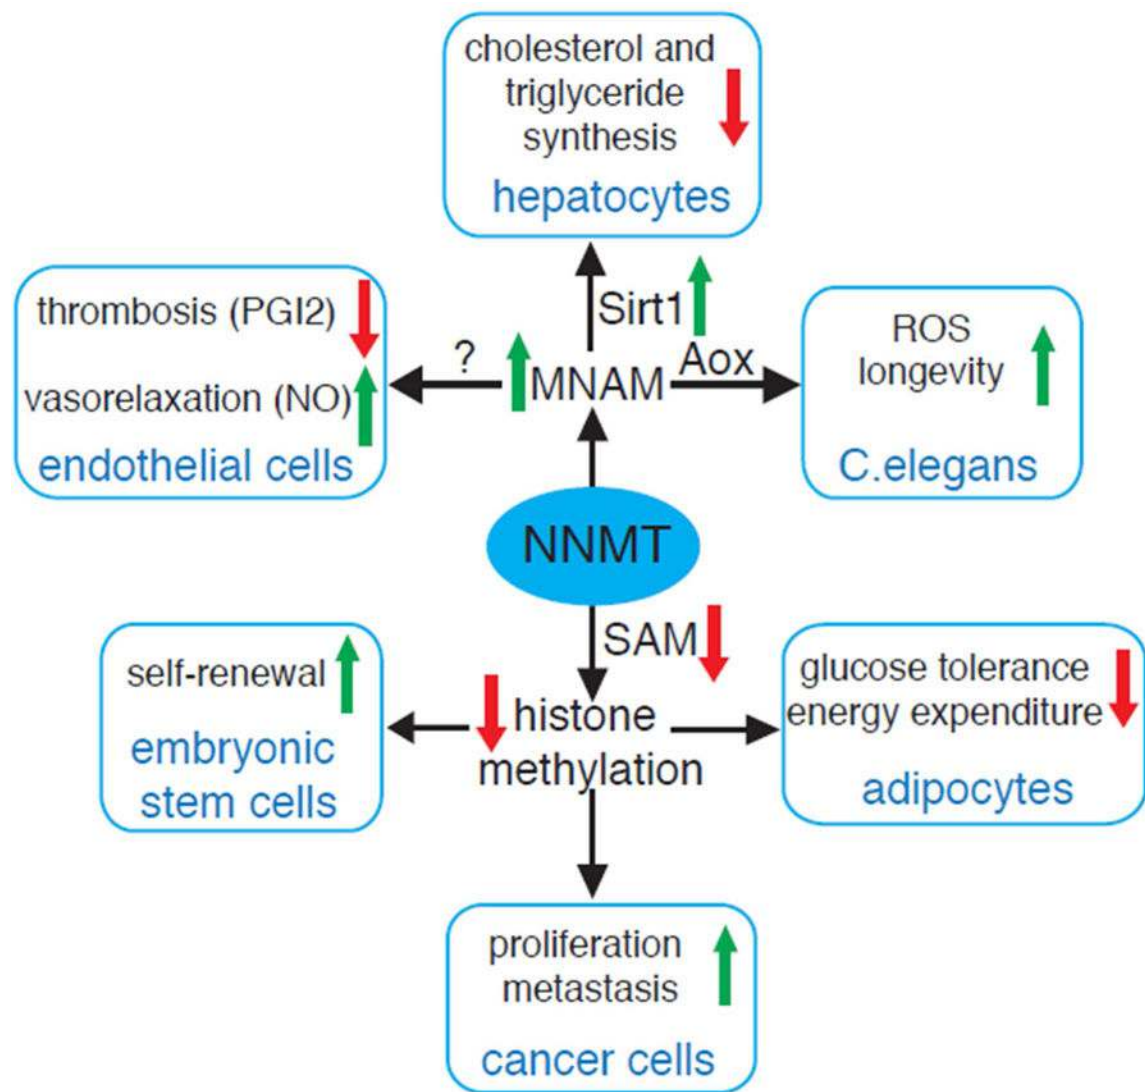 cholesterol and
triglyceride
synthesis
hepatocytes
thrombosis (PGI2)
vasorelaxation (NO)
endothelial cells
?
Sirt1
MNAM
Aox
ROS
longevity
C.elegans
NNMT
SAM
histone
methylation
self-renewal
embryonic
stem cells
glucose tolerance
energy expenditure
adipocytes
proliferation
metastasis
cancer cells